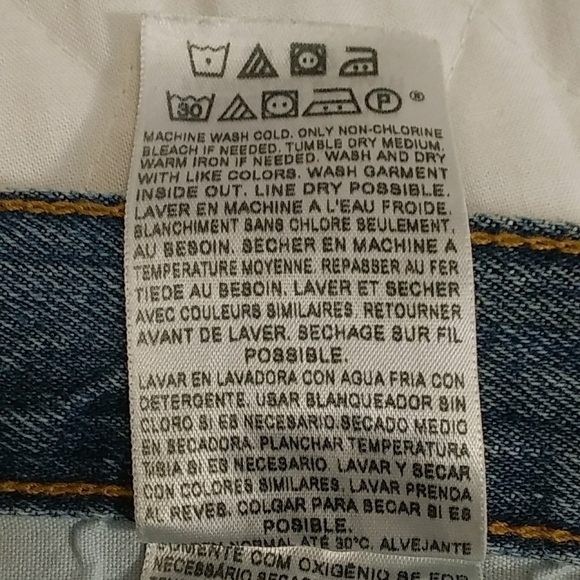 30 P ®
MACHINE WASH COLD. ONLY NON-CHLORINE
BLEACH IF NEEDED. TUMBLE DRY MEDIUM.
WARM IRON IF NEEDED. WASH AND DRY
WITH LIKE COLORS. WASH GARMENT
INSIDE OUT. LINE DRY POSSIBLE.
LAVER EN MACHINE A L'EAU FROIDE.
BLANCHIMENT SANS CHLORE SEULEMENT,
AU BESOIN. SECHER EN MACHINE A
TEMPERATURE MOYENNE. REPASSER AU FER
TIEDE AU BESOIN. LAVER ET SECHER
AVEC COULEURS SIMILAIRES. RETOURNER
AVANT DE LAVER. SECHAGE SUR FIL
POSSIBLE.
LAVAR EN LAVADORA CON AGUA FRIA CON
DETERGENTE. USAR BLANQUEADOR SIN
CLORO SI ES NECESARIO SECADO MEDIO
EN SECADORA. PLANCHAR TEMPERATURA
TIBIA SI ES NECESARIO. LAVAR Y SECAR
CON COLORES SIMILARES. LAVAR PRENDA
AL REVES. COLGAR PARA SECAR SI ES
POSIBLE.
NORMAL ATÉ 30°C. ALVEJANTE
SOMENTE COM OXIGÊNIO SE FOR
NECESSÁRIO